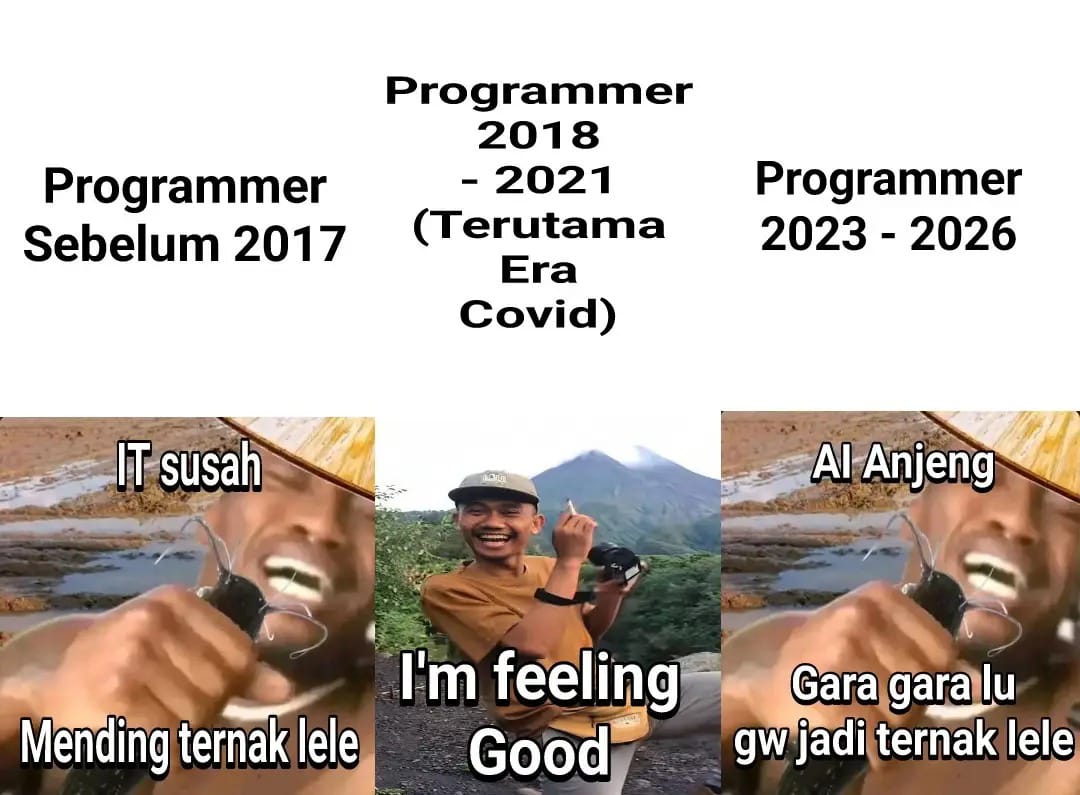 Programmer
Sebelum 2017
Programmer
2018
- 2021
(Terutama
Era
Covid)
Programmer
2023 - 2026
IT susah
Mending ternak lele
I'm feeling
Good
AI Anjeng
Gara gara lu
gw jadi ternak lele